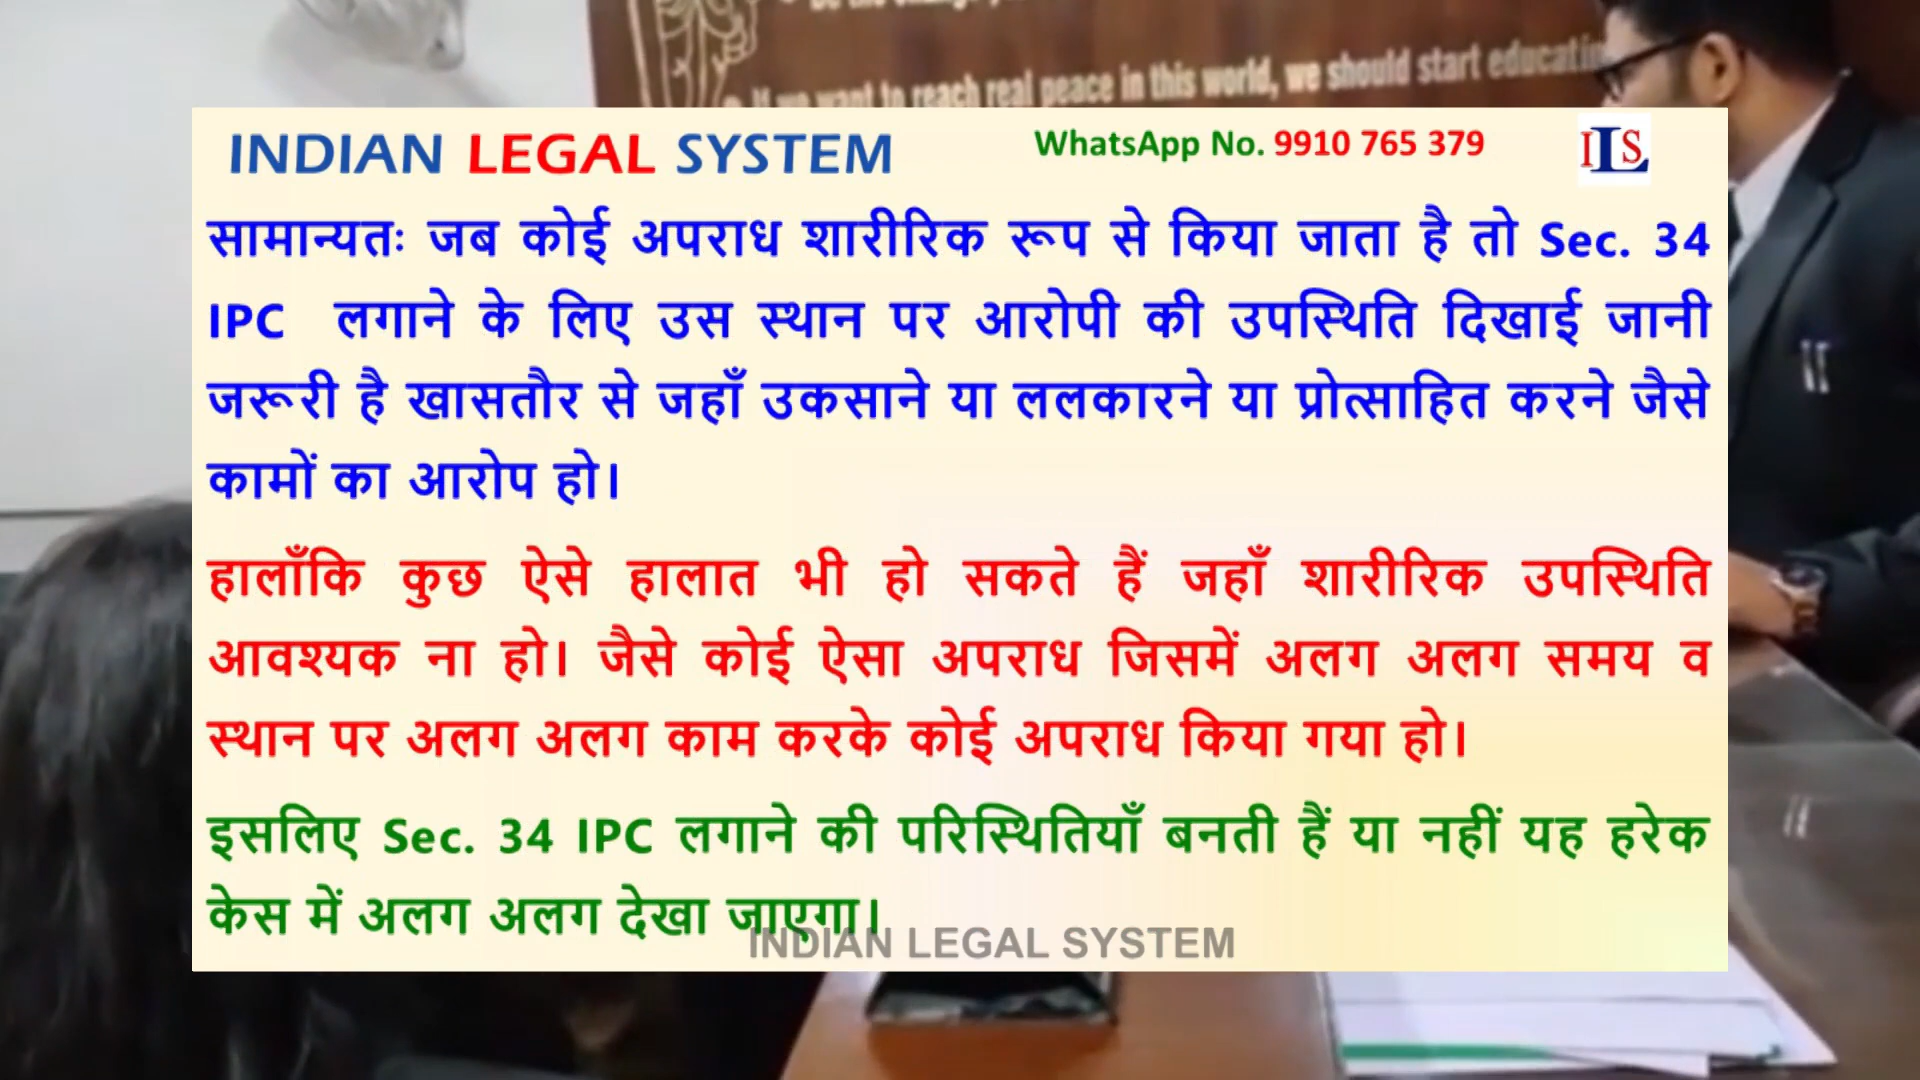 If we want to reach real peace in this world, we should start educatin
INDIAN LEGAL SYSTEM
WhatsApp No. 9910 765 379
ILS
सामान्यतः जब कोई अपराध शारीरिक रूप से किया जाता है तो Sec. 34
IPC लगाने के लिए उस स्थान पर आरोपी की उपस्थिति दिखाई जानी
जरूरी है खासतौर से जहाँ उकसाने या ललकारने या प्रोत्साहित करने जैसे
कामों का आरोप हो।
हालाँकि कुछ ऐसे हालात भी हो सकते हैं जहाँ शारीरिक उपस्थिति
आवश्यक ना हो। जैसे कोई ऐसा अपराध जिसमें अलग अलग समय व
स्थान पर अलग अलग काम करके कोई अपराध किया गया हो।
इसलिए Sec. 34 IPC लगाने की परिस्थितियाँ बनती हैं या नहीं यह हरेक
केस में अलग अलग देखा जाएगा।
INDIAN LEGAL SYSTEM